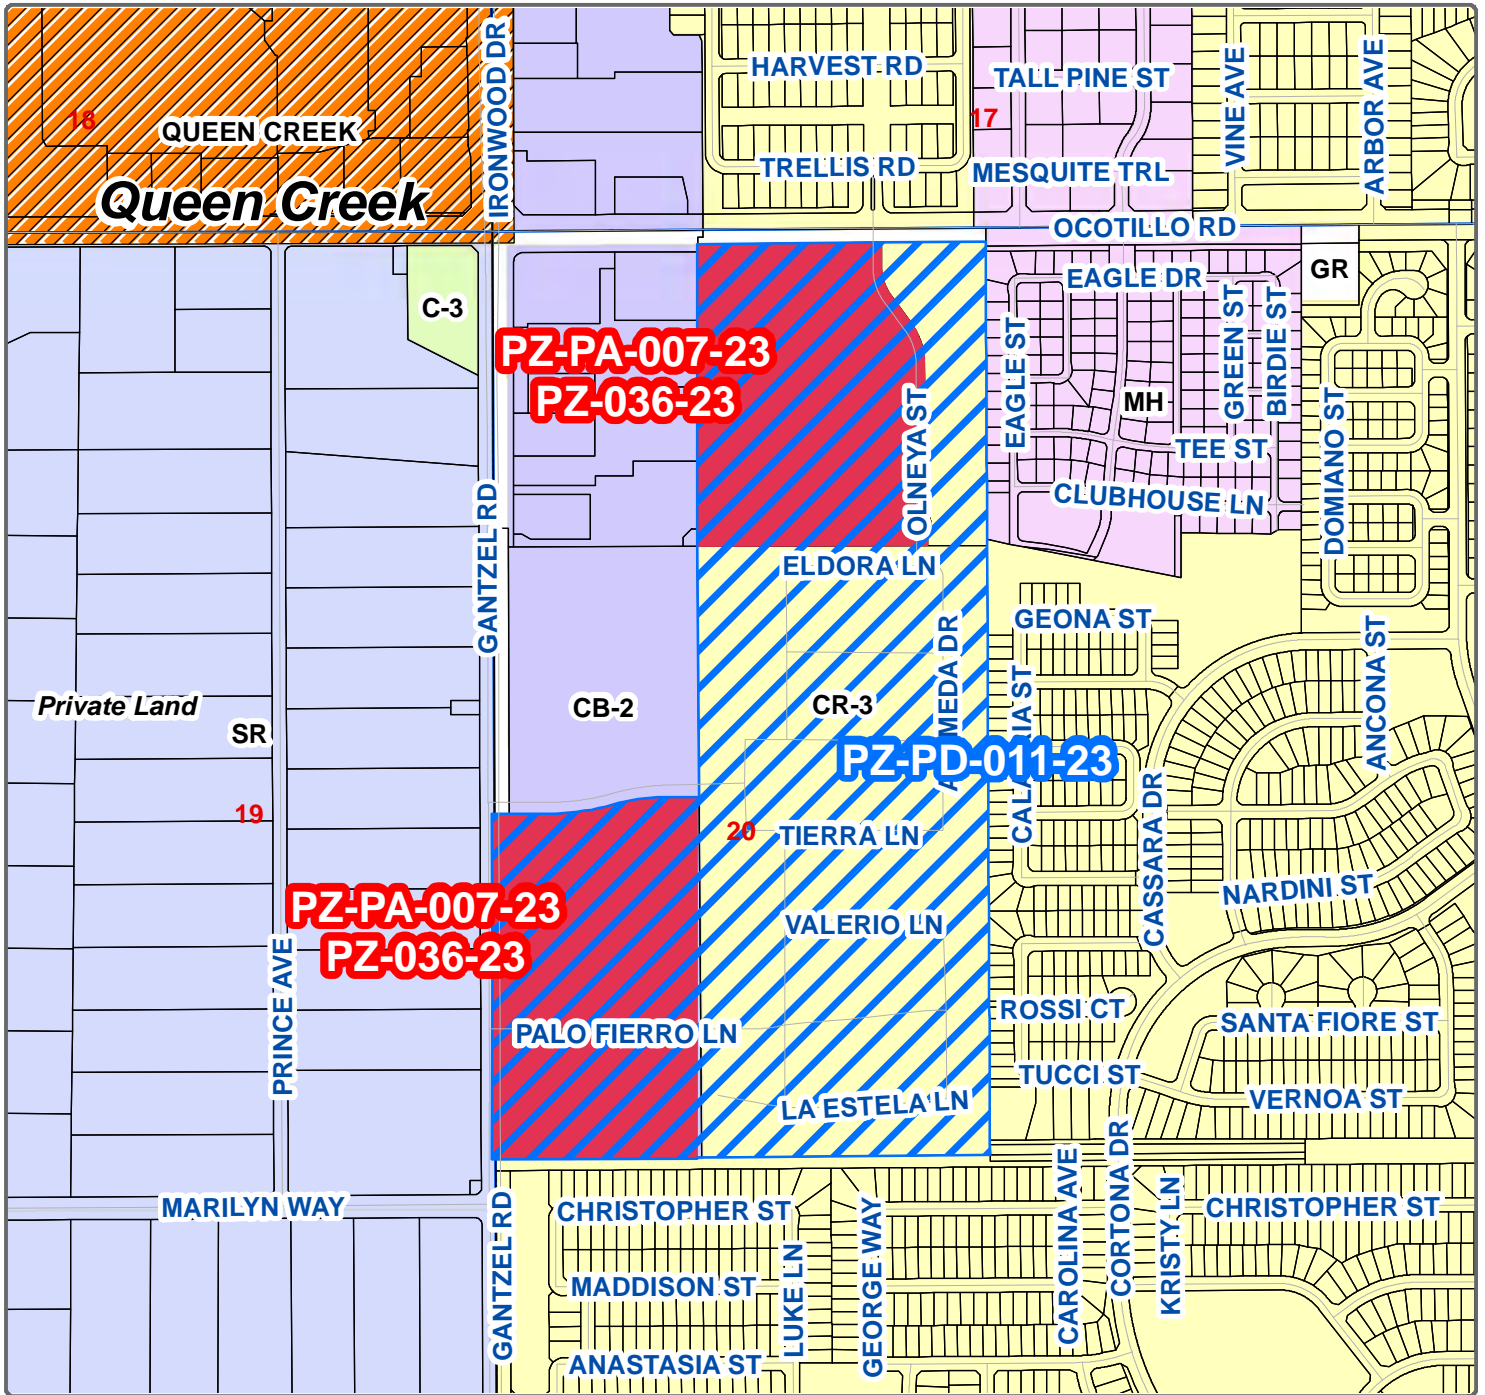 IRONWOOD DR
HARVEST RD
TALL PINE ST
VINE AVE
ARBOR AVE
18
QUEEN CREEK
17
TRELLIS RD
MESQUITE TRL
Queen Creek
OCOTILLO RD
GR
EAGLE DR
C-3
GREEN ST
BIRDIE ST
PZ-PA-007-23
PZ-036-23
EAGLE ST
MH
OLNEYA ST
DOMIANO ST
TEE ST
CLUBHOUSE LN
GANTZEL RD
ELDORA LN
GEONA ST
ANCONA ST
Private Land
SR
CB-2
CR-3
PZ-PD-011-23
CASSARA DR
19
20
TIERRA LN
NARDINI ST
PZ-PA-007-23
PZ-036-23
VALERIO LN
PRINCE AVE
ROSSI CT
SANTA FIORE ST
PALO FIERRO LN
TUCCI ST
VERNOA ST
LA ESTELA LN
MARILYN WAY
GANTZEL RD
CHRISTOPHER ST
LUKE LN
GEORGE WAY
CAROLINA AVE
CORTONA DR
KRISTY LN
CHRISTOPHER ST
MADDISON ST
ANASTASIA ST